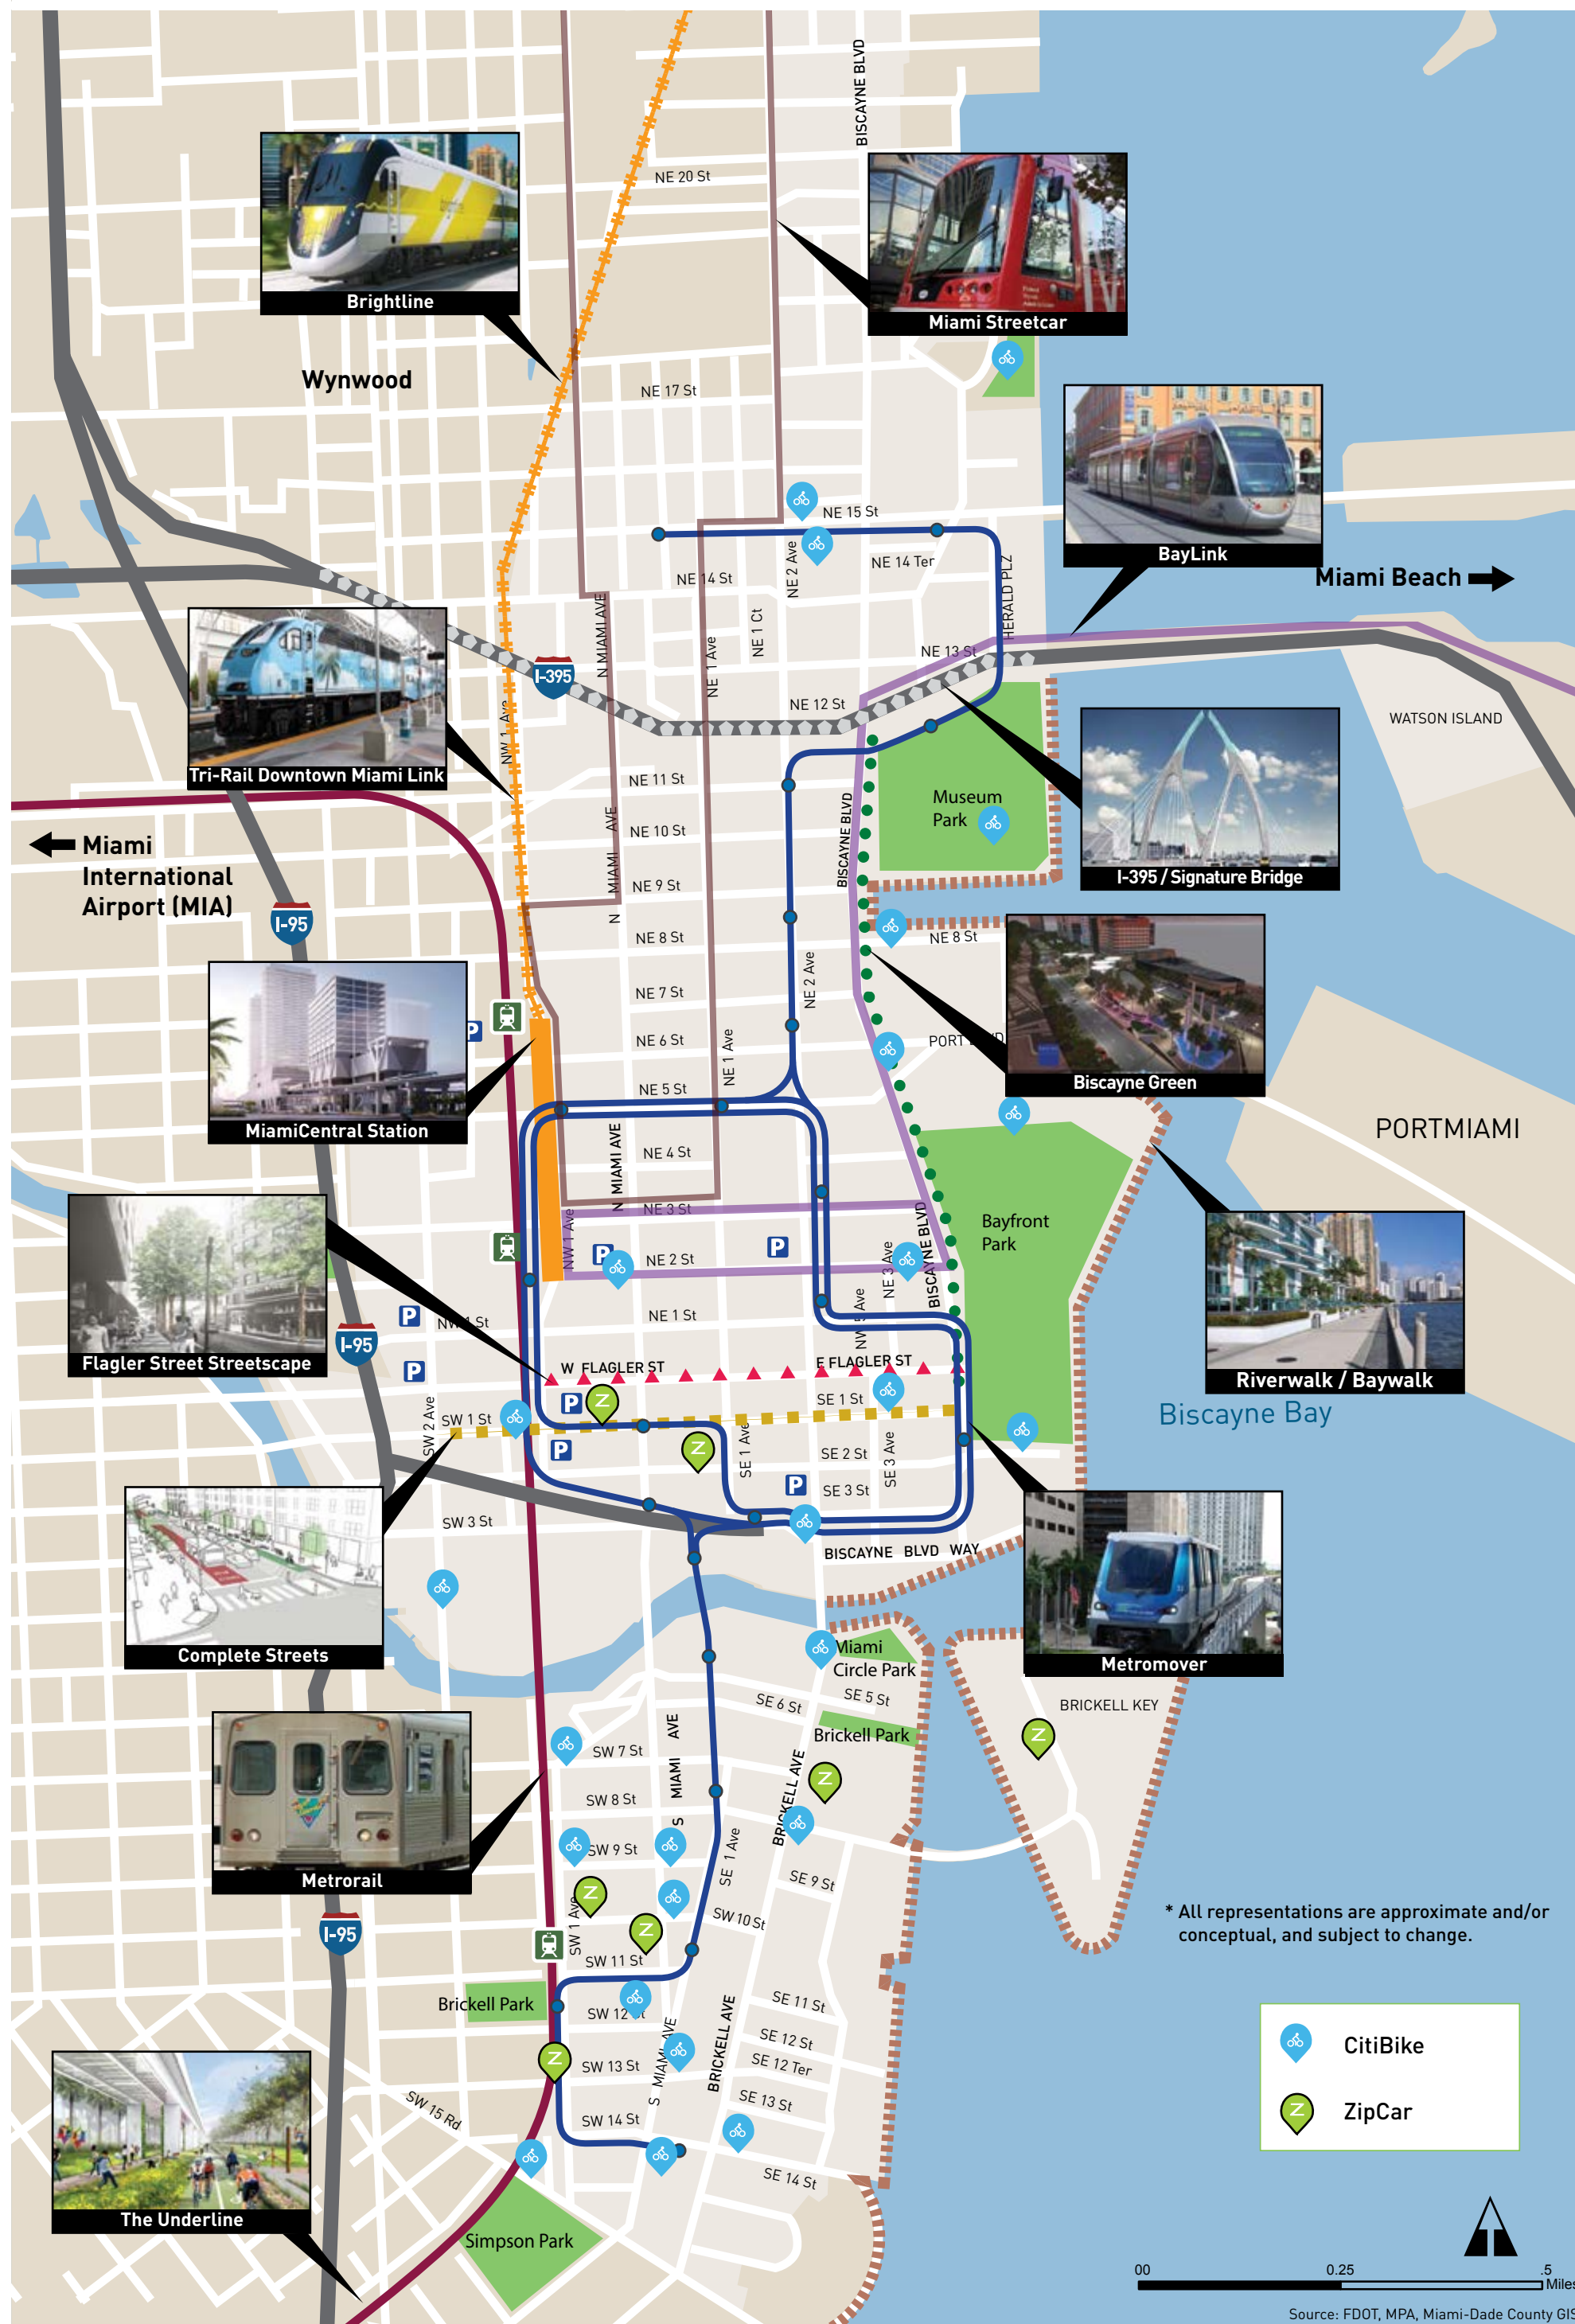 BISCAYNE BLVD
NE 20 St
Brightline
Miami Streetcar
Wynwood
NE 17 St
BayLink
Miami Beach
NE 15 St
NE 2 Ave
NE 14 Ter
NE 14 St
HERALD PLZ
N MIAMI AVE
NE 1 Ct
NE 1 Ave
NE 13 St
I-395
NE 12 St
NW 1 Ave
WATSON ISLAND
Tri-Rail Downtown Miami Link
NE 11 St
Museum
Park
BISCAYNE BLVD
N MIAMI AVE
NE 10 St
Miami
International
Airport (MIA)
I-395 / Signature Bridge
NE 9 St
I-95
NE 8 St
NE 8 St
NE 2 Ave
NE 7 St
P
NE 6 St
NE 1 Ave
PORT
Biscayne Green
NE 5 St
MiamiCentral Station
PORTMIAMI
N MIAMI AVE
NE 4 St
NE 3 St
Bayfront
Park
NW 1 Ave
P
NE 2 St
P
NE 3 Ave
BISCAYNE BLVD
P
NW 1 St
NE 1 St
I-95
Flagler Street Streetscape
W FLAGLER ST
E FLAGLER ST
P
Riverwalk / Baywalk
Biscayne Bay
P
SE 1 St
SW 2 Ave
SW 1 St
P
SE 1 Ave
SE 2 St
SE 3 Ave
P
SE 3 St
SW 3 St
BISCAYNE BLVD WAY
Complete Streets
Metromover
Miami
Circle Park
SE 5 St
SE 6 St
BRICKELL KEY
Brickell Park
SW 7 St
S MIAMI AVE
BRICKELL AVE
SW 8 St
SW 9 St
SE 1 Ave
Metrorail
SE 9 St
SW 1 Ave
SW 10 St
I-95
* All representations are approximate and/or
conceptual, and subject to change.
SW 11 St
Brickell Park
SW 12 St
SE 11 St
SE 12 St
SE 12 Ter
S MIAMI AVE
BRICKELL AVE
CitiBike
SW 13 St
SE 13 St
SW 15 Rd
SW 14 St
ZipCar
SE 14 St
The Underline
Simpson Park
00 0.25 .5
Miles
Source: FDOT, MPA, Miami-Dade County GIS